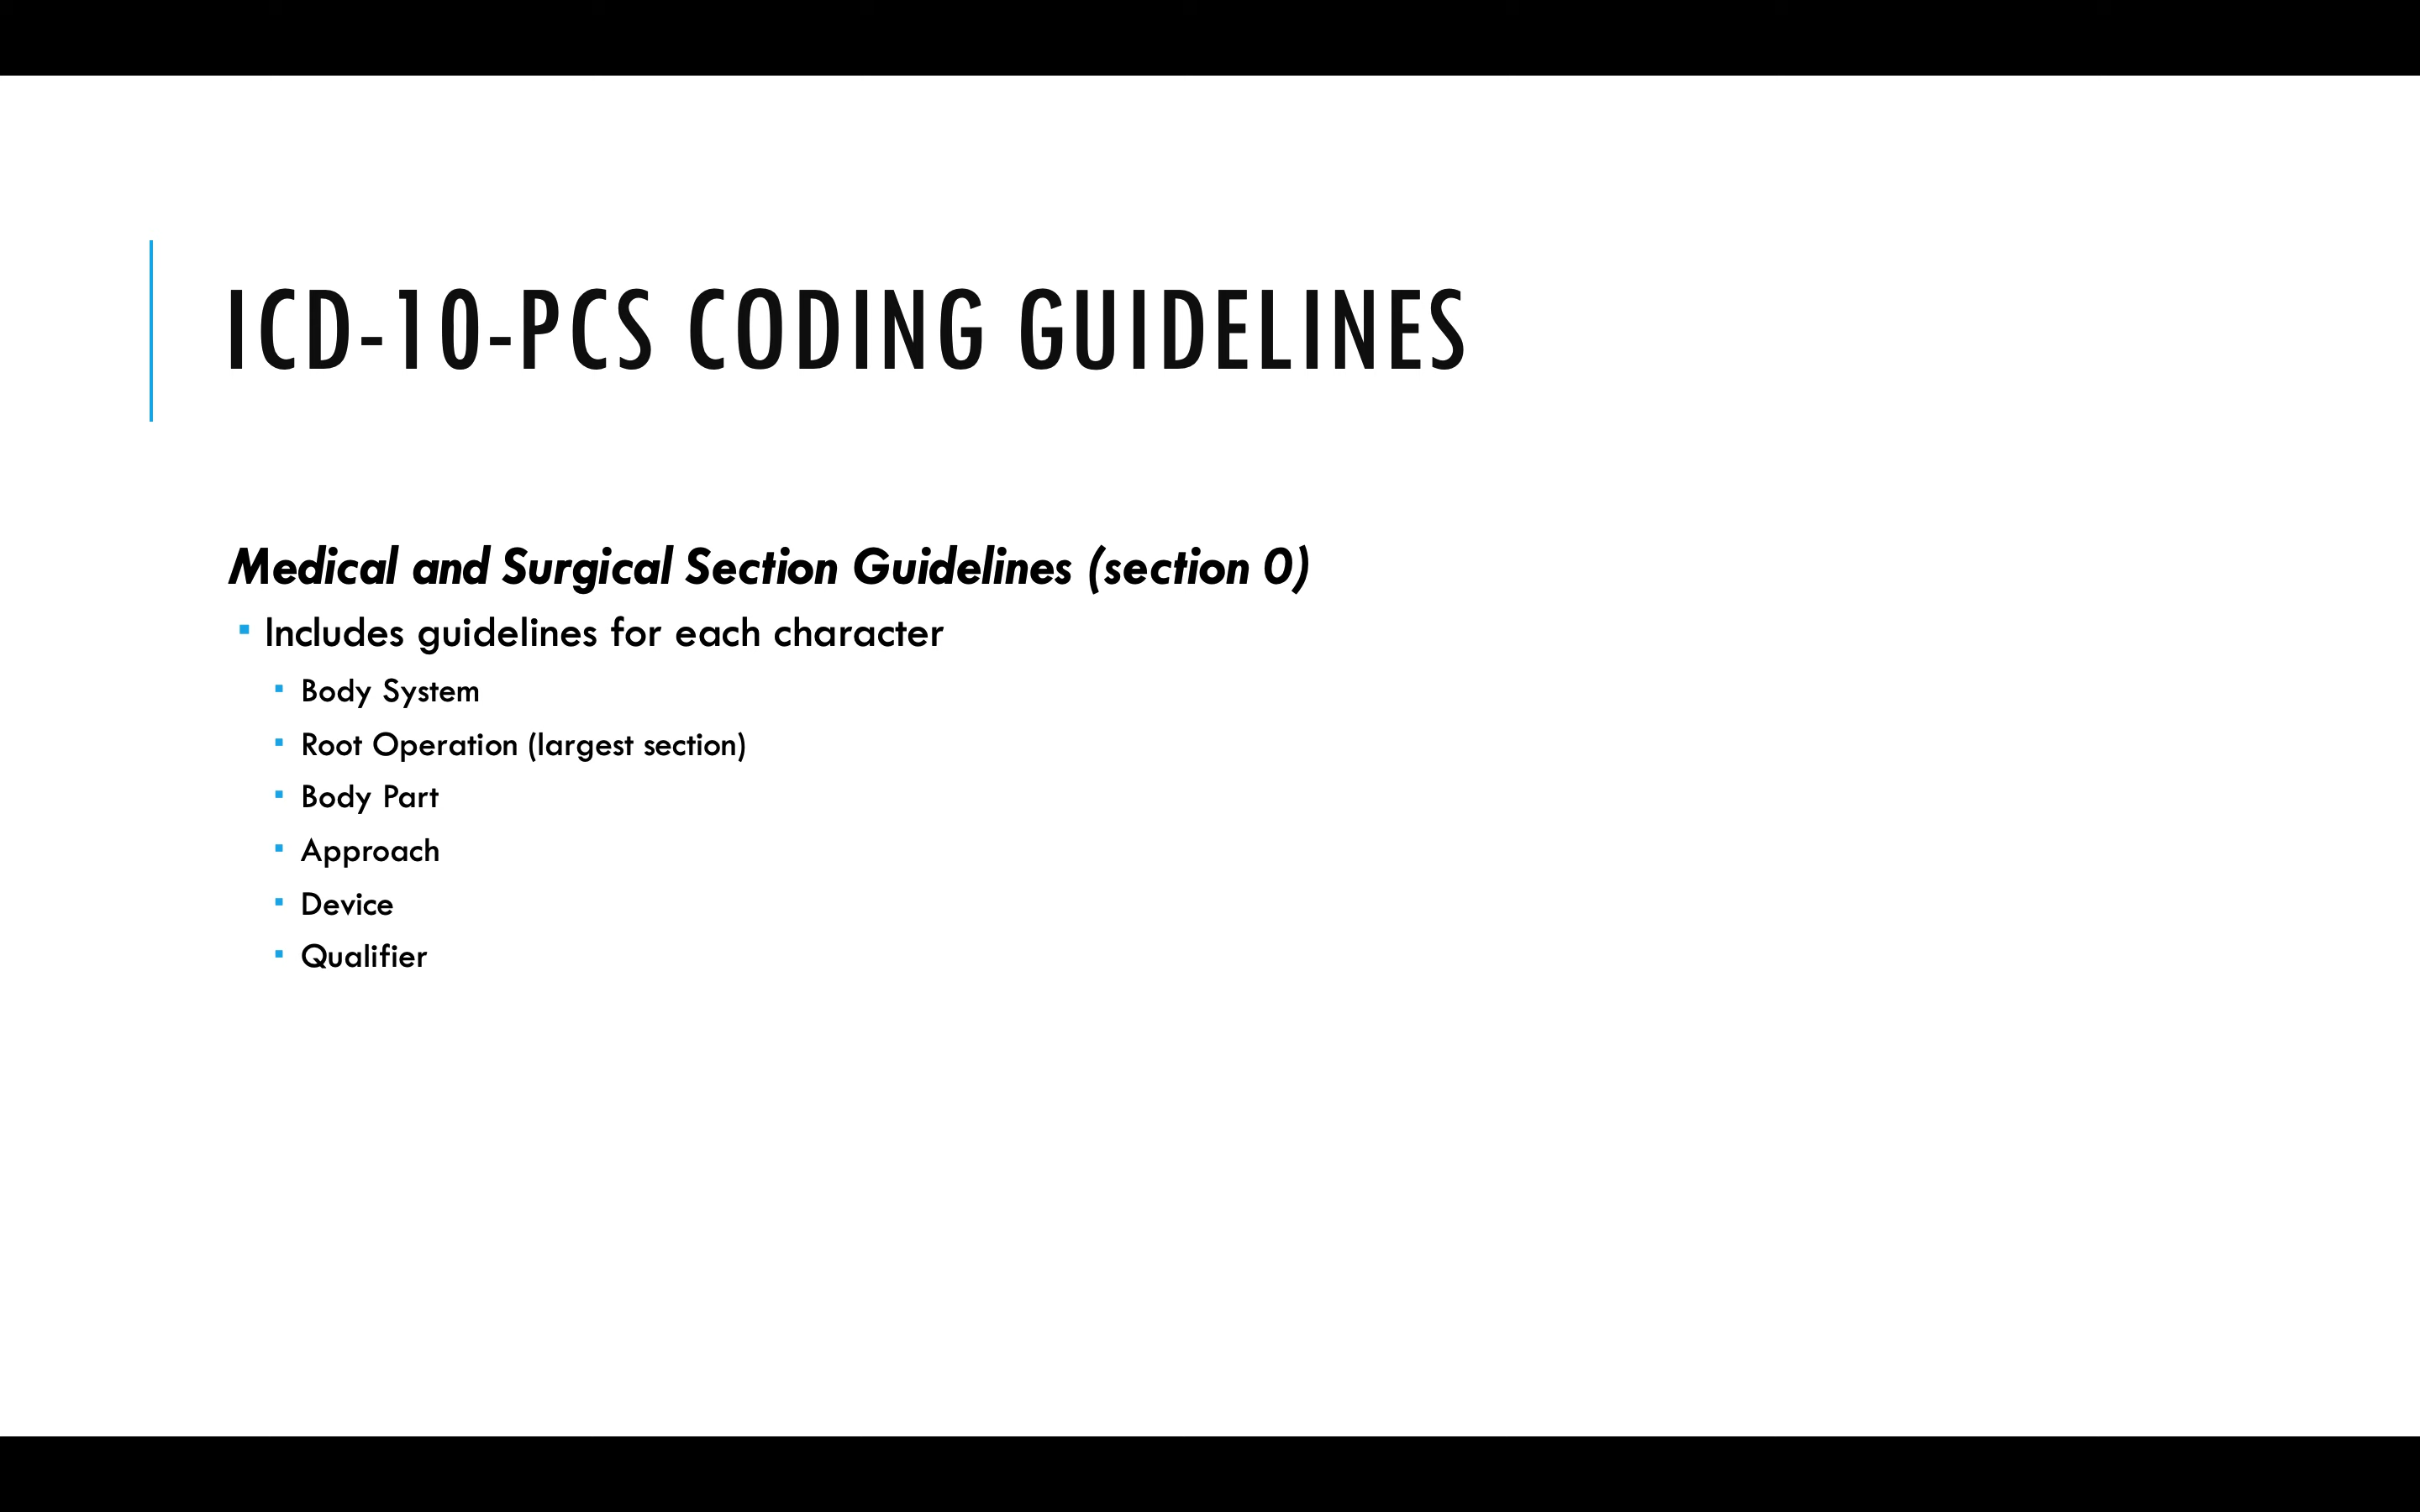 ICD-10-PCS CODING GUIDELINES
Medical and Surgical Section Guidelines (section 0)
Includes guidelines for each character
Body System
Root Operation (largest section)
Body Part
Approach
Device
Qualifier